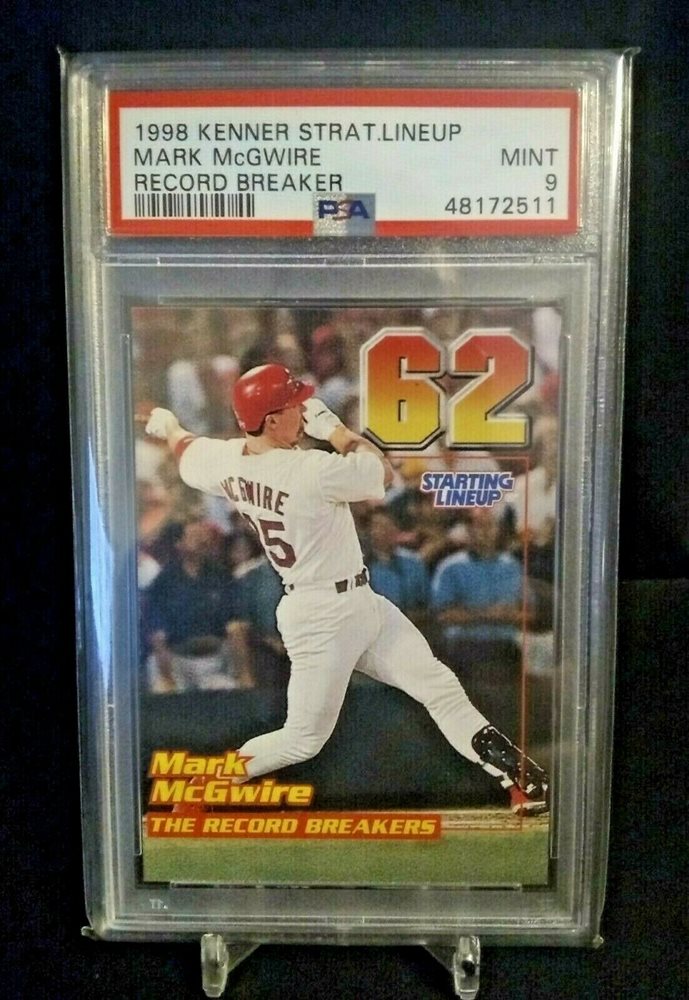 1998 KENNER STRAT.LINEUP
MARK McGWIRE MINT
RECORD BREAKER 9
PSA 48172511
62
STARTING
LINEUP
MCGWIRE
25
Mark
McGwire
THE RECORD BREAKERS